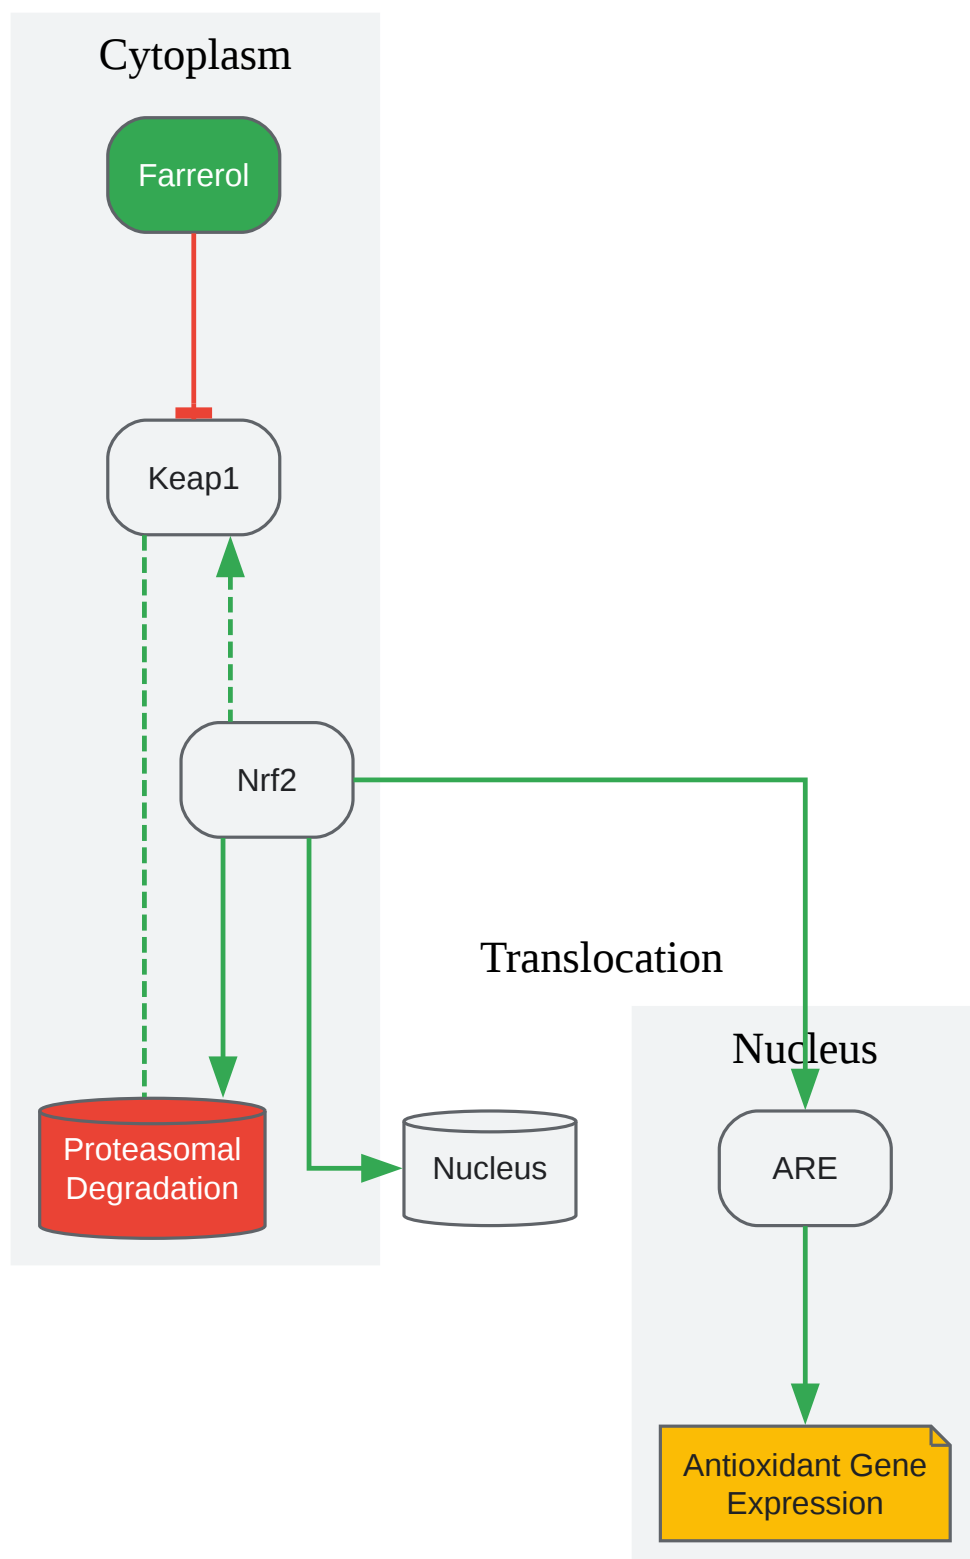 Cytoplasm
Farrerol
Keap1
Nrf2
Translocation
Nucleus
Proteasomal
Degradation
Nucleus
ARE
Antioxidant Gene
Expression